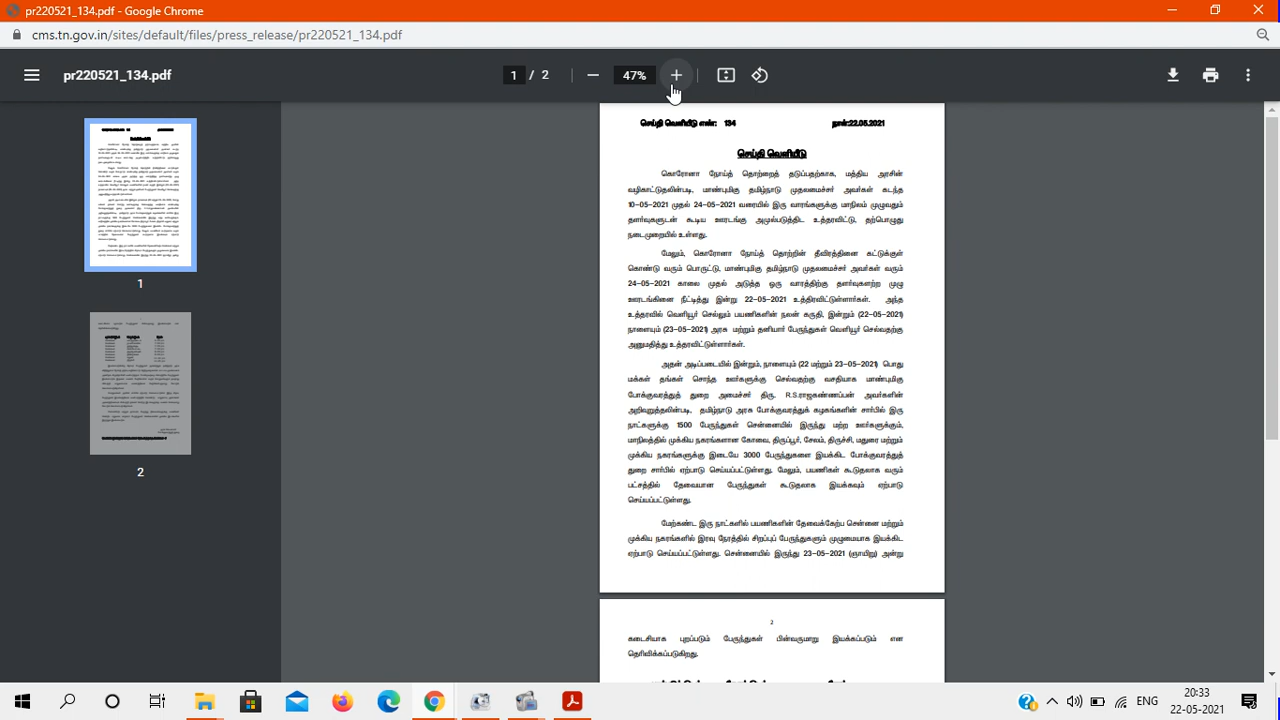 pr220521_134.pdf - Google Chrome
cms.tn.gov.in/sites/default/files/press_release/pr220521_134.pdf
pr220521_134.pdf
1 / 2
47%
1
2
செய்தி வெளியீடு எண்: 134 நாள்:22.05.2021
செய்தி வெளியீடு
கொரோனா நோய்த் தொற்றைத் தடுப்பதற்காக, மத்திய அரசின்
வழிகாட்டுதலின்படி, மாண்புமிகு தமிழ்நாடு முதலமைச்சர் அவர்கள் கடந்த
10-05-2021 முதல் 24-05-2021 வரையில் இரு வாரங்களுக்கு மாநிலம் முழுவதும்
தளர்வுகளுடன் கூடிய ஊரடங்கு அமுல்படுத்திட உத்தரவிட்டு, தற்பொழுது
நடைமுறையில் உள்ளது.
மேலும், கொரோனா நோய்த் தொற்றின் தீவிரத்தினை கட்டுக்குள்
கொண்டு வரும் பொருட்டு, மாண்புமிகு தமிழ்நாடு முதலமைச்சர் அவர்கள் வரும்
24-05-2021 காலை முதல் அடுத்த ஒரு வாரத்திற்கு தளர்வுகளற்ற முழு
ஊரடங்கினை நீட்டித்து இன்று 22-05-2021 உத்திரவிட்டுள்ளார்கள். அந்த
உத்தரவில் வெளியூர் செல்லும் பயணிகளின் நலன் கருதி, இன்றும் (22-05-2021)
நாளையும் (23-05-2021) அரசு மற்றும் தனியார் பேருந்துகள் வெளியூர் செல்வதற்கு
அனுமதித்து உத்தரவிட்டுள்ளார்கள்.
அதன் அடிப்படையில் இன்றும், நாளையும் (22 மற்றும் 23-05-2021) பொது
மக்கள் தங்கள் சொந்த ஊர்களுக்கு செல்வதற்கு வசதியாக மாண்புமிகு
போக்குவரத்துத் துறை அமைச்சர் திரு. R.S.ராஜகண்ணப்பன் அவர்களின்
அறிவுறுத்தலின்படி, தமிழ்நாடு அரசு போக்குவரத்துக் கழகங்களின் சார்பில் இரு
நாட்களுக்கு 1500 பேருந்துகள் சென்னையில் இருந்து மற்ற ஊர்களுக்கும்,
மாநிலத்தில் முக்கிய நகரங்களான கோவை, திருப்பூர், சேலம், திருச்சி, மதுரை மற்றும்
முக்கிய நகரங்களுக்கு இடையே 3000 பேருந்துகளை இயக்கிட போக்குவரத்துத்
துறை சார்பில் ஏற்பாடு செய்யப்பட்டுள்ளது. மேலும், பயணிகள் கூடுதலாக வரும்
பட்சத்தில் தேவையான பேருந்துகள் கூடுதலாக இயக்கவும் ஏற்பாடு
செய்யப்பட்டுள்ளது.
மேற்கண்ட இரு நாட்களில் பயணிகளின் தேவைக்கேற்ப சென்னை மற்றும்
முக்கிய நகரங்களில் இரவு நேரத்தில் சிறப்புப் பேருந்துகளும் முழுமையாக இயக்கிட
ஏற்பாடு செய்யப்பட்டுள்ளது. சென்னையில் இருந்து 23-05-2021 (ஞாயிறு) அன்று
2
கடைசியாக புறப்படும் பேருந்துகள் பின்வருமாறு இயக்கப்படும் என
தெரிவிக்கப்படுகிறது.
ENG
20:33
22-05-2021